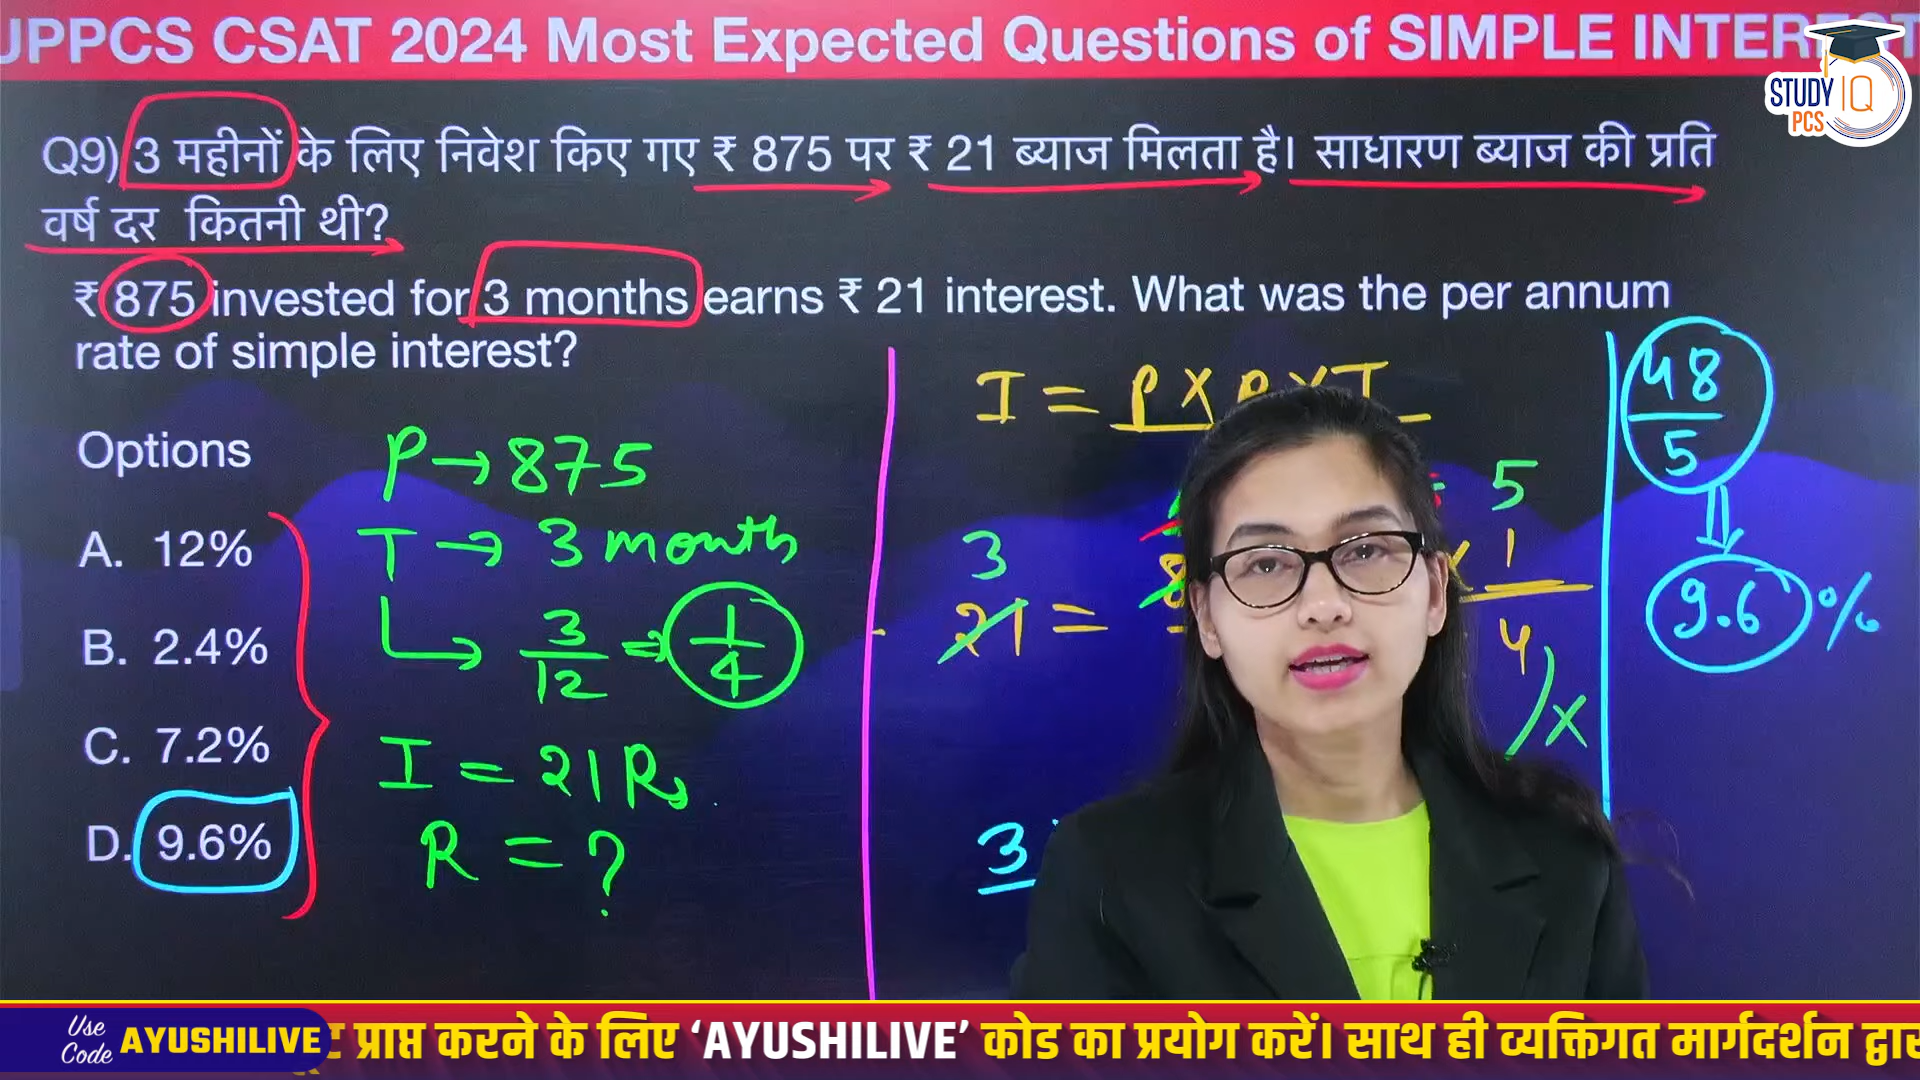 UPPCS CSAT 2024 Most Expected Questions of SIMPLE INTEREST
STUDY IQ
PCS
Q9) 3 महीनों के लिए निवेश किए गए ₹ 875 पर ₹ 21 ब्याज मिलता है। साधारण ब्याज की प्रति
वर्ष दर कितनी थी?
₹ 875 invested for 3 months earns ₹ 21 interest. What was the per annum
rate of simple interest?
Options
A. 12%
B. 2.4%
C. 7.2%
D. 9.6%
P → 875
T → 3 month
3/12 ⇒ 1/4
I = 21 Rs
R = ?
I = P X R X T
5
3
21 =
x 1
4
X
3
48
5
9.6 %
Use Code AYUSHILIVE
प्राप्त करने के लिए ‘AYUSHILIVE’ कोड का प्रयोग करें। साथ ही व्यक्तिगत मार्गदर्शन